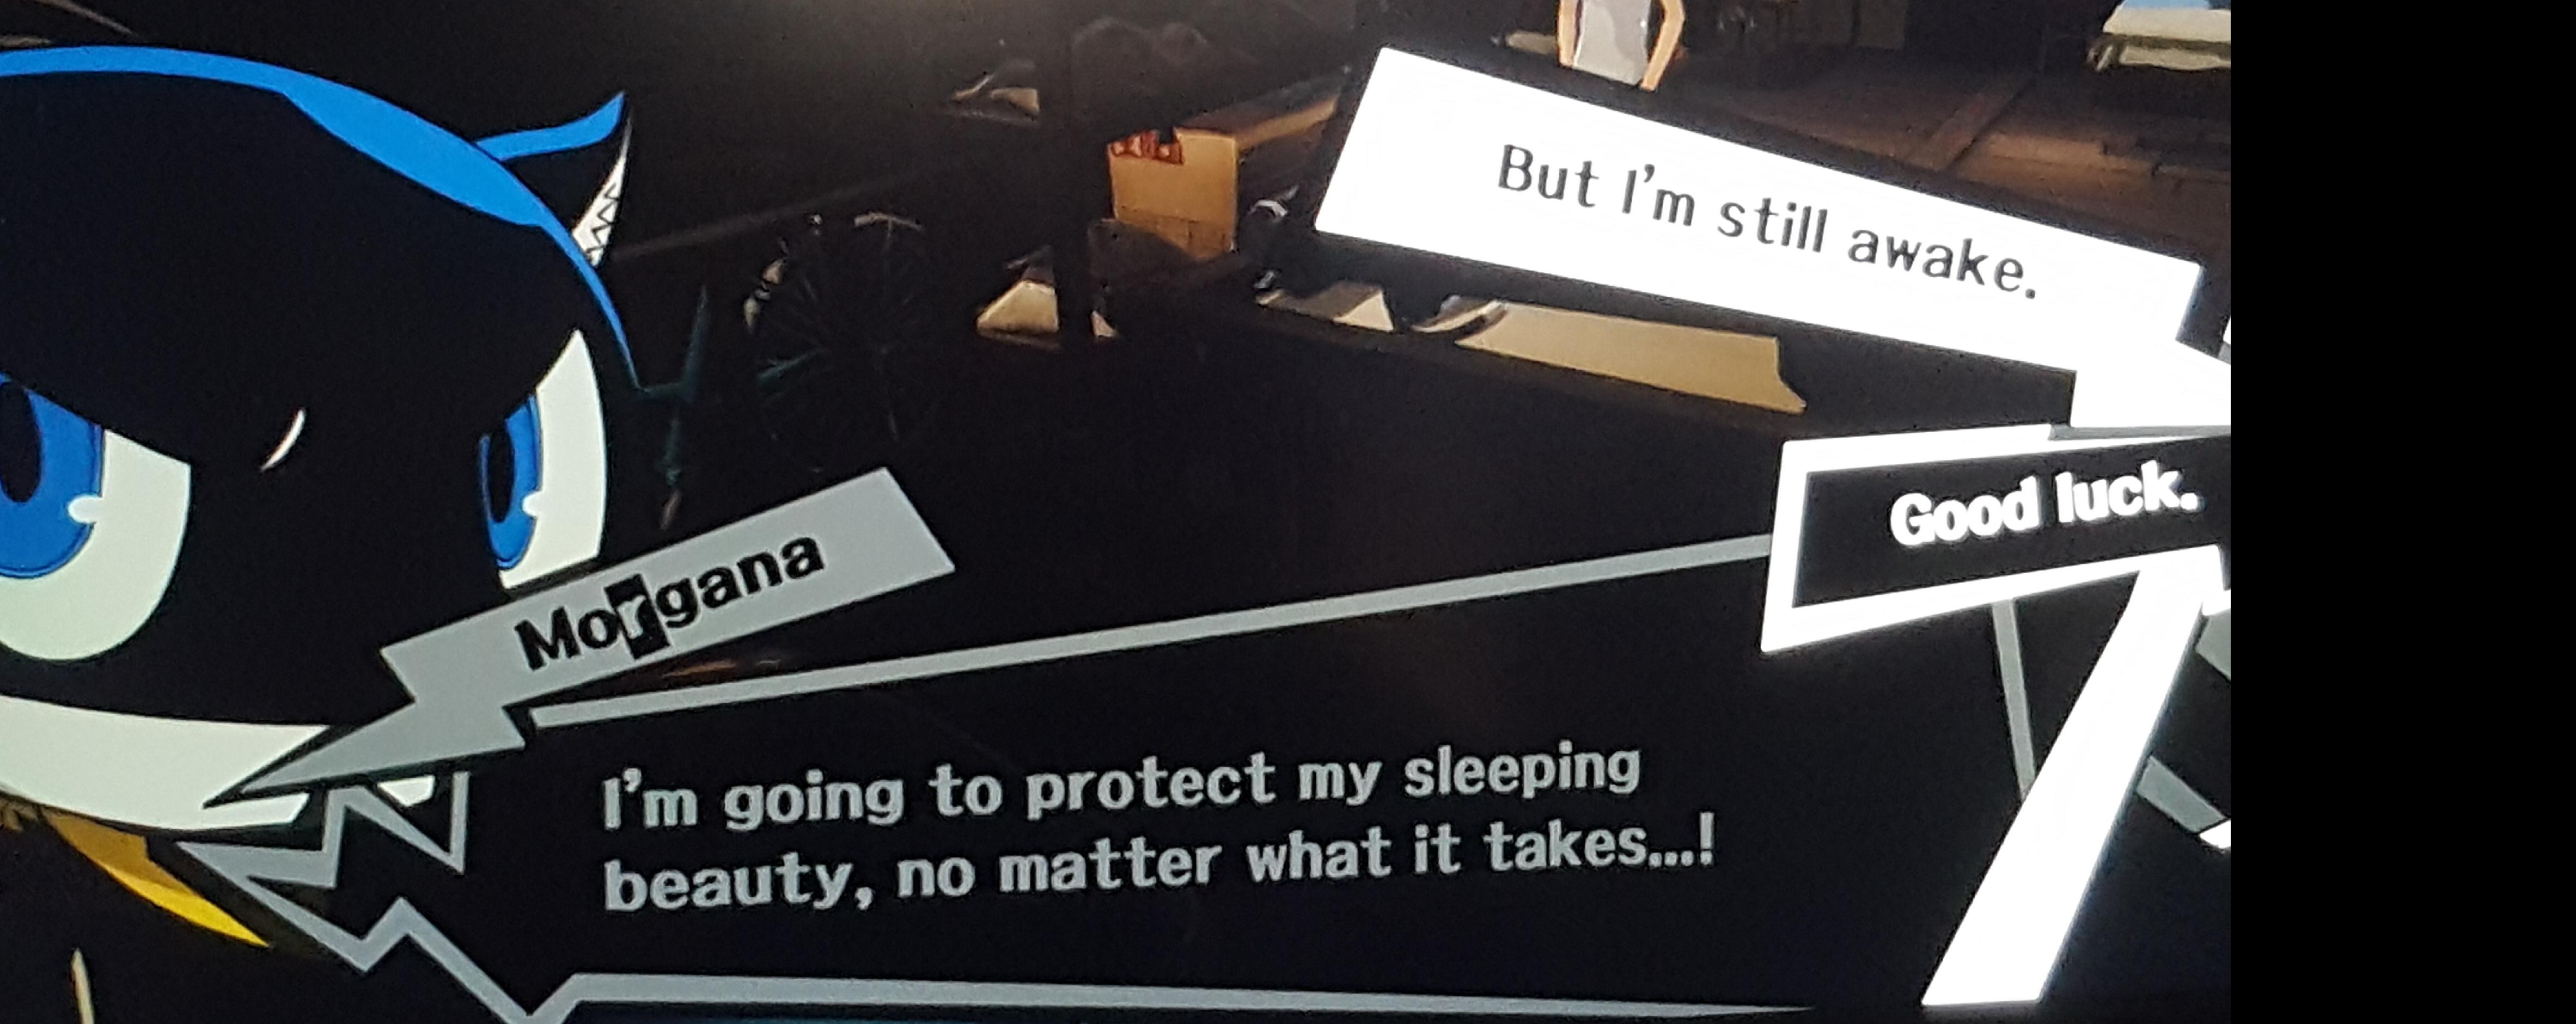 But I'm still awake.
Good luck.
Morgana
I'm going to protect my sleeping
beauty, no matter what it takes...!